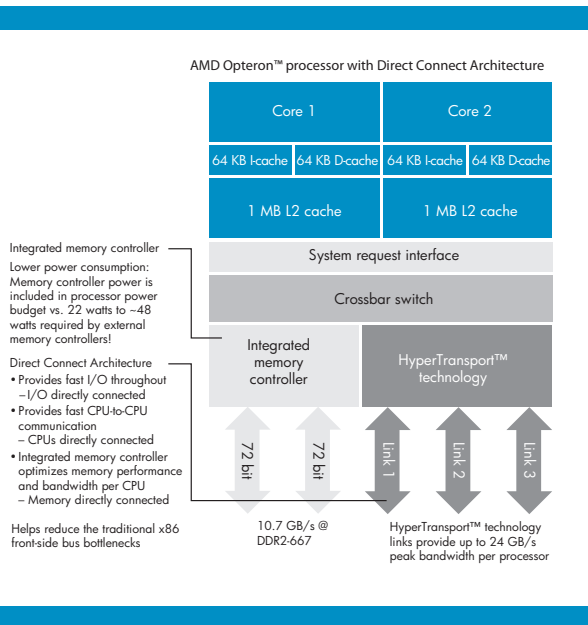 AMD Opteron™ processor with Direct Connect Architecture
Core 1
Core 2
64 KB I-cache
64 KB D-cache
64 KB I-cache
64 KB D-cache
1 MB L2 cache
1 MB L2 cache
System request interface
Crossbar switch
Integrated
memory
controller
HyperTransport™
technology
72 bit
72 bit
Link 1
Link 2
Link 3
10.7 GB/s @
DDR2-667
HyperTransport™ technology
links provide up to 24 GB/s
peak bandwidth per processor
Integrated memory controller
Lower power consumption:
Memory controller power is
included in processor power
budget vs. 22 watts to ~48
watts required by external
memory controllers!
Direct Connect Architecture
• Provides fast I/O throughout
– I/O directly connected
• Provides fast CPU-to-CPU
communication
– CPUs directly connected
• Integrated memory controller
optimizes memory performance
and bandwidth per CPU
– Memory directly connected
Helps reduce the traditional x86
front-side bus bottlenecks